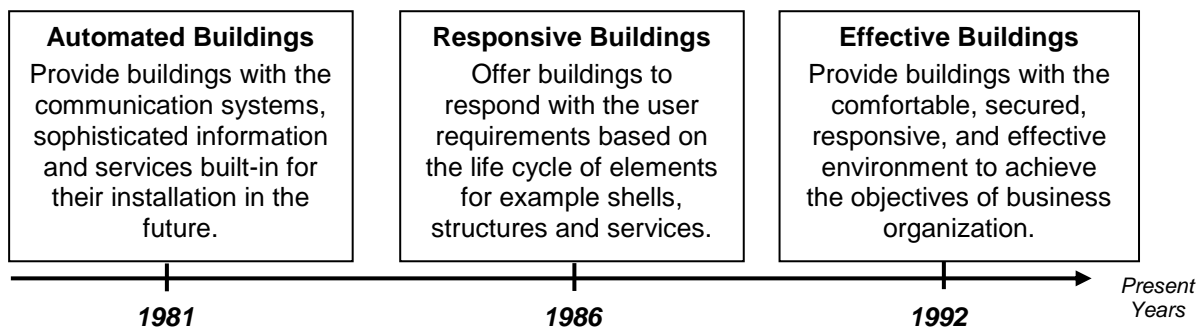 Automated Buildings
Provide buildings with the
communication systems,
sophisticated information
and services built-in for
their installation in the
future.
Responsive Buildings
Offer buildings to
respond with the user
requirements based on
the life cycle of elements
for example shells,
structures and services.
Effective Buildings
Provide buildings with the
comfortable, secured,
responsive, and effective
environment to achieve
the objectives of business
organization.
1981
1986
1992
Present
Years